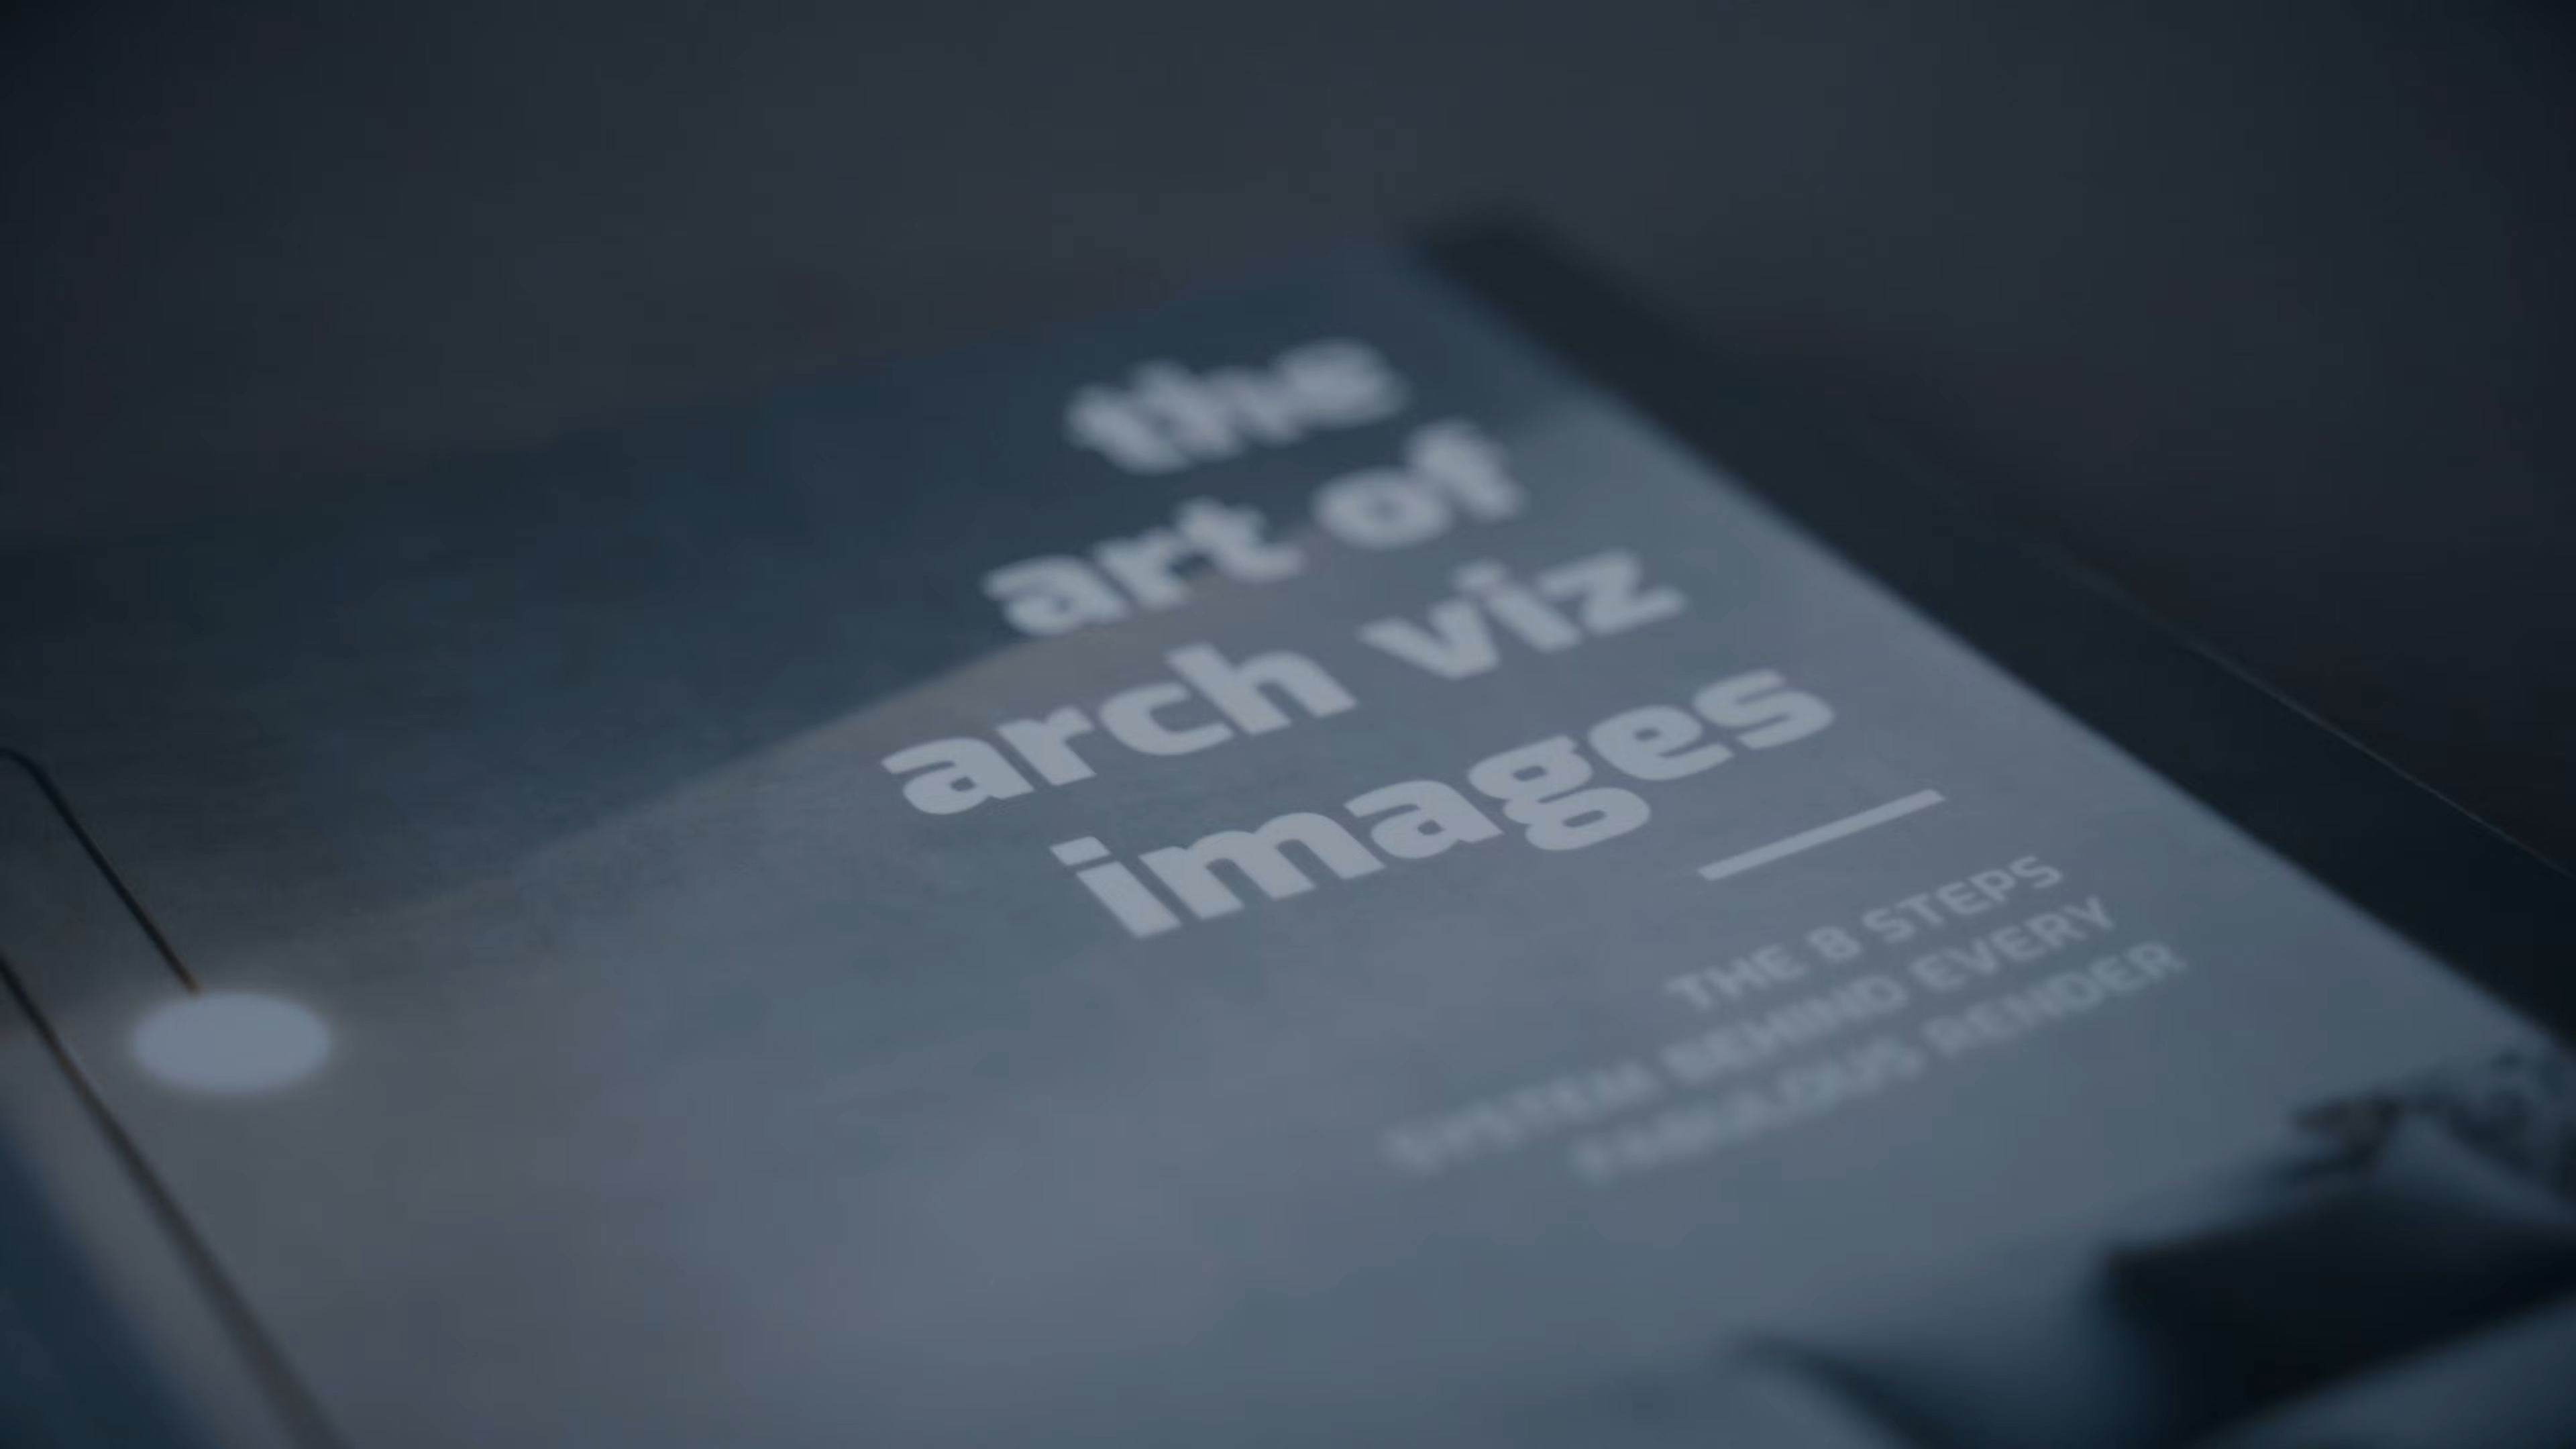 the
art of
arch viz
images
THE 8 STEPS
SYSTEM BEHIND EVERY
FABULOUS RENDER